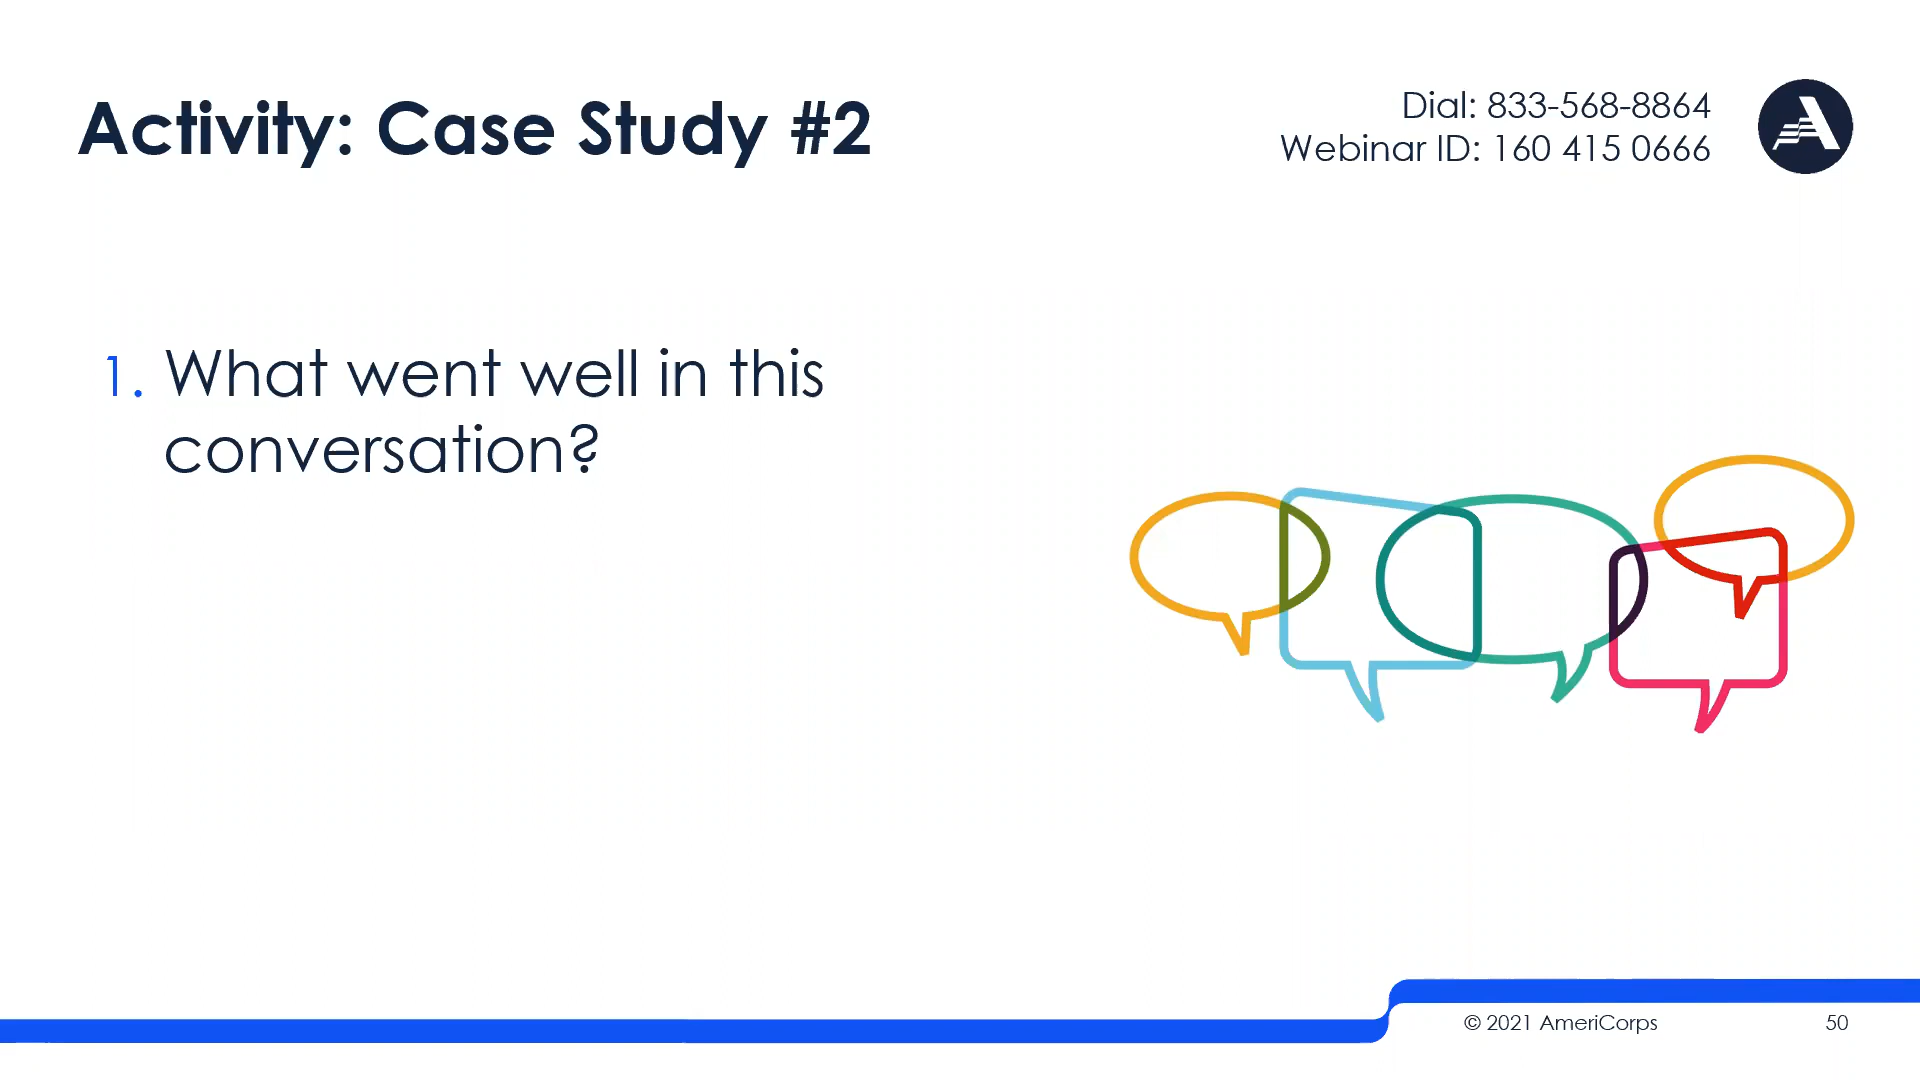 Activity: Case Study #2
Dial: 833-568-8864
Webinar ID: 160 415 0666
1. What went well in this
conversation?
© 2021 AmeriCorps
50